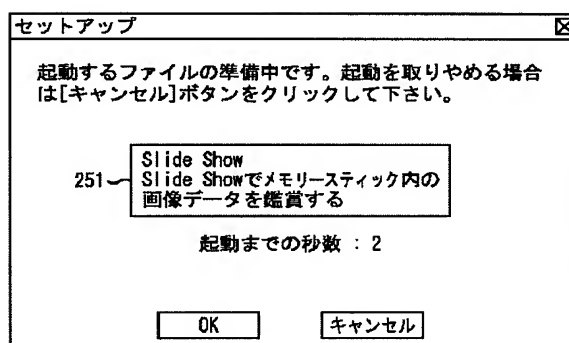 セットアップ
起動するファイルの準備中です。起動を取りやめる場合
は[キャンセル]ボタンをクリックして下さい。
Slide Show
251 Slide Showでメモリースティック内の
画像データを鑑賞する
起動までの秒数 : 2
OK キャンセル